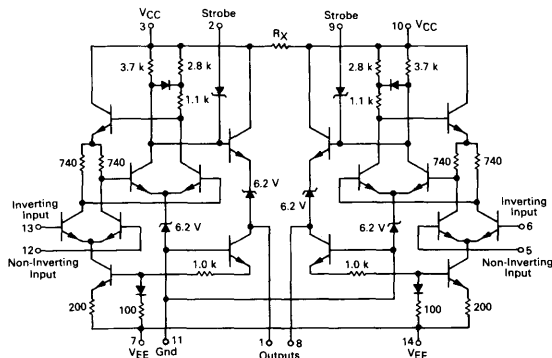 VCC Strobe Strobe VCC
3 2 RX 9 10
3.7 k 2.8 k 2.8 k 3.7 k
1.1 k 1.1 k
740 740 740 740
6.2 V 6.2 V
6.2 V 6.2 V
Inverting Input 13
Inverting Input 6
12 Non-Inverting Input
5 Non-Inverting Input
1.0 k 1.0 k
200 100 100 200
7 11 1 8 14
VEE Gnd Outputs VEE